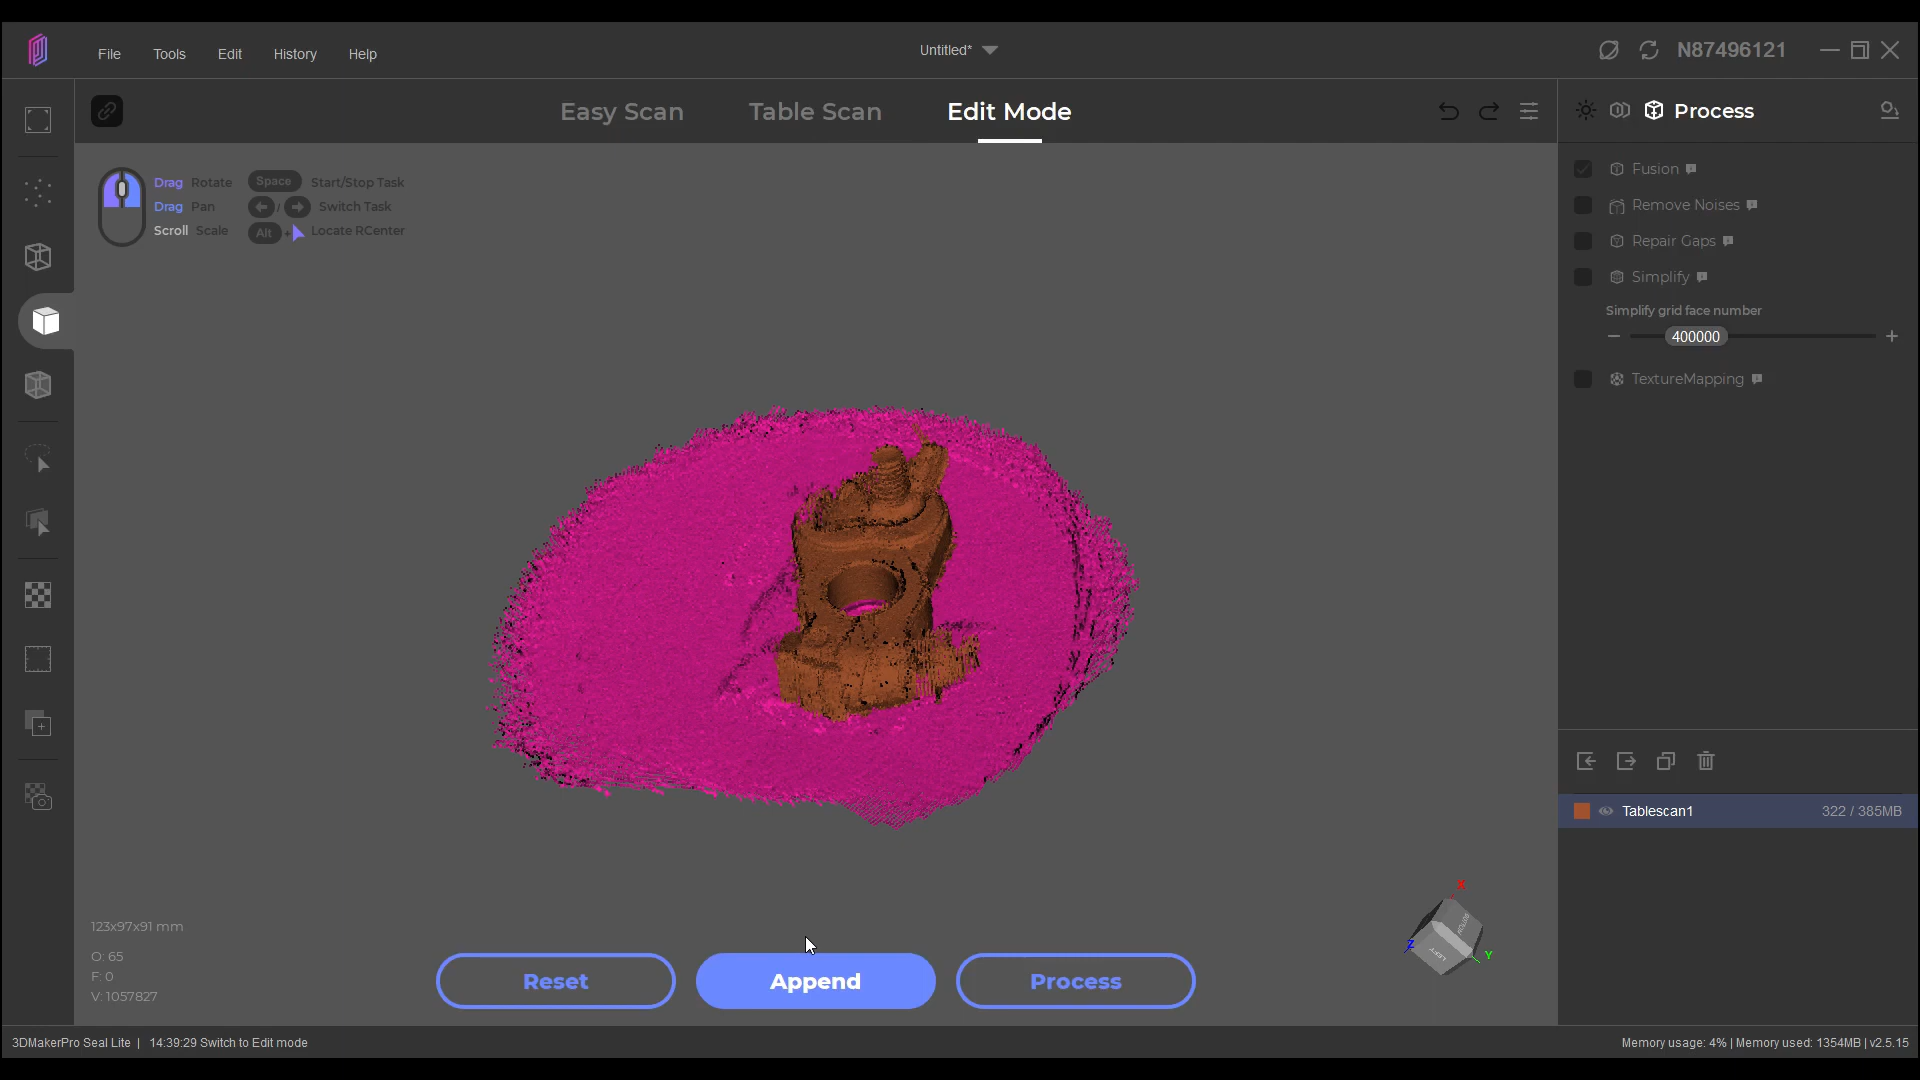 File Tools Edit History Help
Untitled*
N87496121
Easy Scan Table Scan Edit Mode
Process
Drag Rotate Space Start/Stop Task
Drag Pan / Switch Task
Scroll Scale Alt + Locate RCenter
Fusion
Remove Noises
Repair Gaps
Simplify
Simplify grid face number
− 400000 +
TextureMapping
Tablescan1 322 / 385MB
X
Z
Y
LEFT
BOTTOM
123x97x91 mm
O: 65
F: 0
V: 1057827
Reset Append Process
3DMakerPro Seal Lite | 14:39:29 Switch to Edit mode
Memory usage: 4% | Memory used: 1354MB | v2.5.15